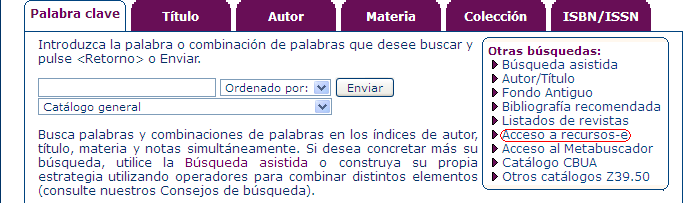 Palabra clave Título Autor Materia Colección ISBN/ISSN
Introduzca la palabra o combinación de palabras que desee buscar y
pulse <Retorno> o Enviar.
Ordenado por: Enviar
Catálogo general
Busca palabras y combinaciones de palabras en los índices de autor,
título, materia y notas simultáneamente. Si desea concretar más su
búsqueda, utilice la Búsqueda asistida o construya su propia
estrategia utilizando operadores para combinar distintos elementos
(consulte nuestros Consejos de búsqueda).
Otras búsquedas:
Búsqueda asistida
Autor/Título
Fondo Antiguo
Bibliografía recomendada
Listados de revistas
Acceso a recursos-e
Acceso al Metabuscador
Catálogo CBUA
Otros catálogos Z39.50